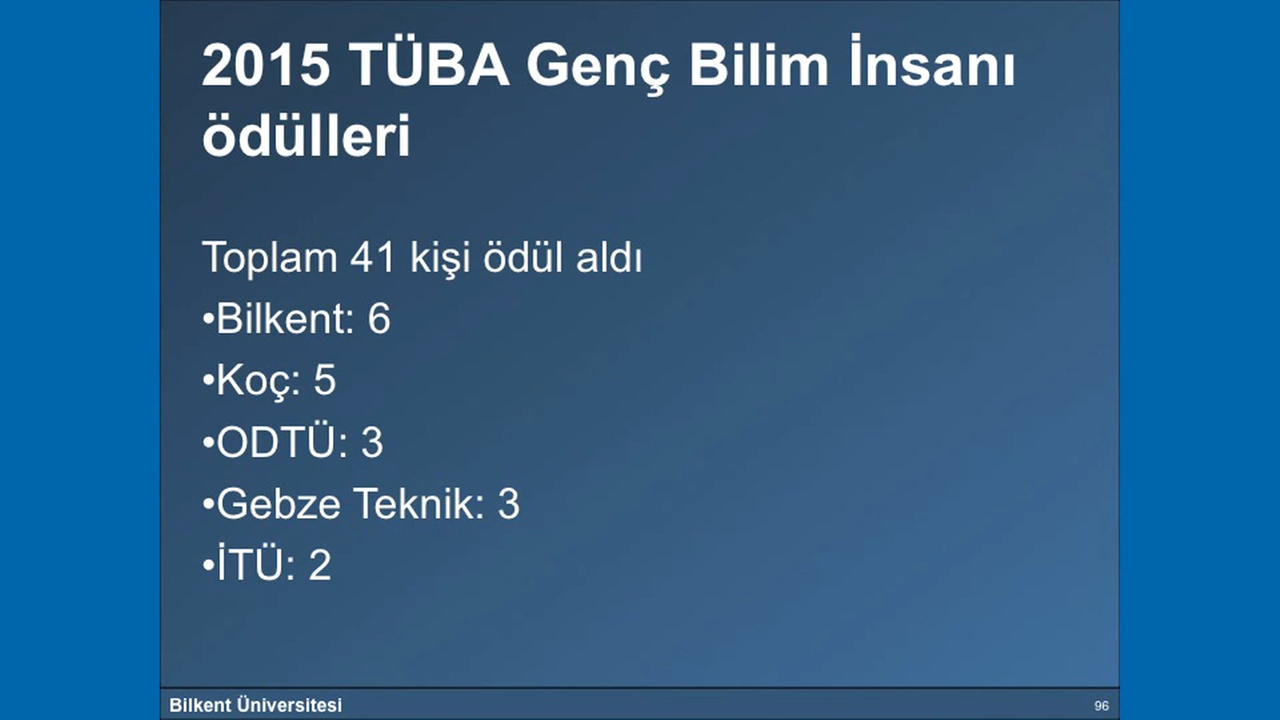 2015 TÜBA Genç Bilim İnsanı
ödülleri
Toplam 41 kişi ödül aldı
•Bilkent: 6
•Koç: 5
•ODTÜ: 3
•Gebze Teknik: 3
•İTÜ: 2
Bilkent Üniversitesi
96